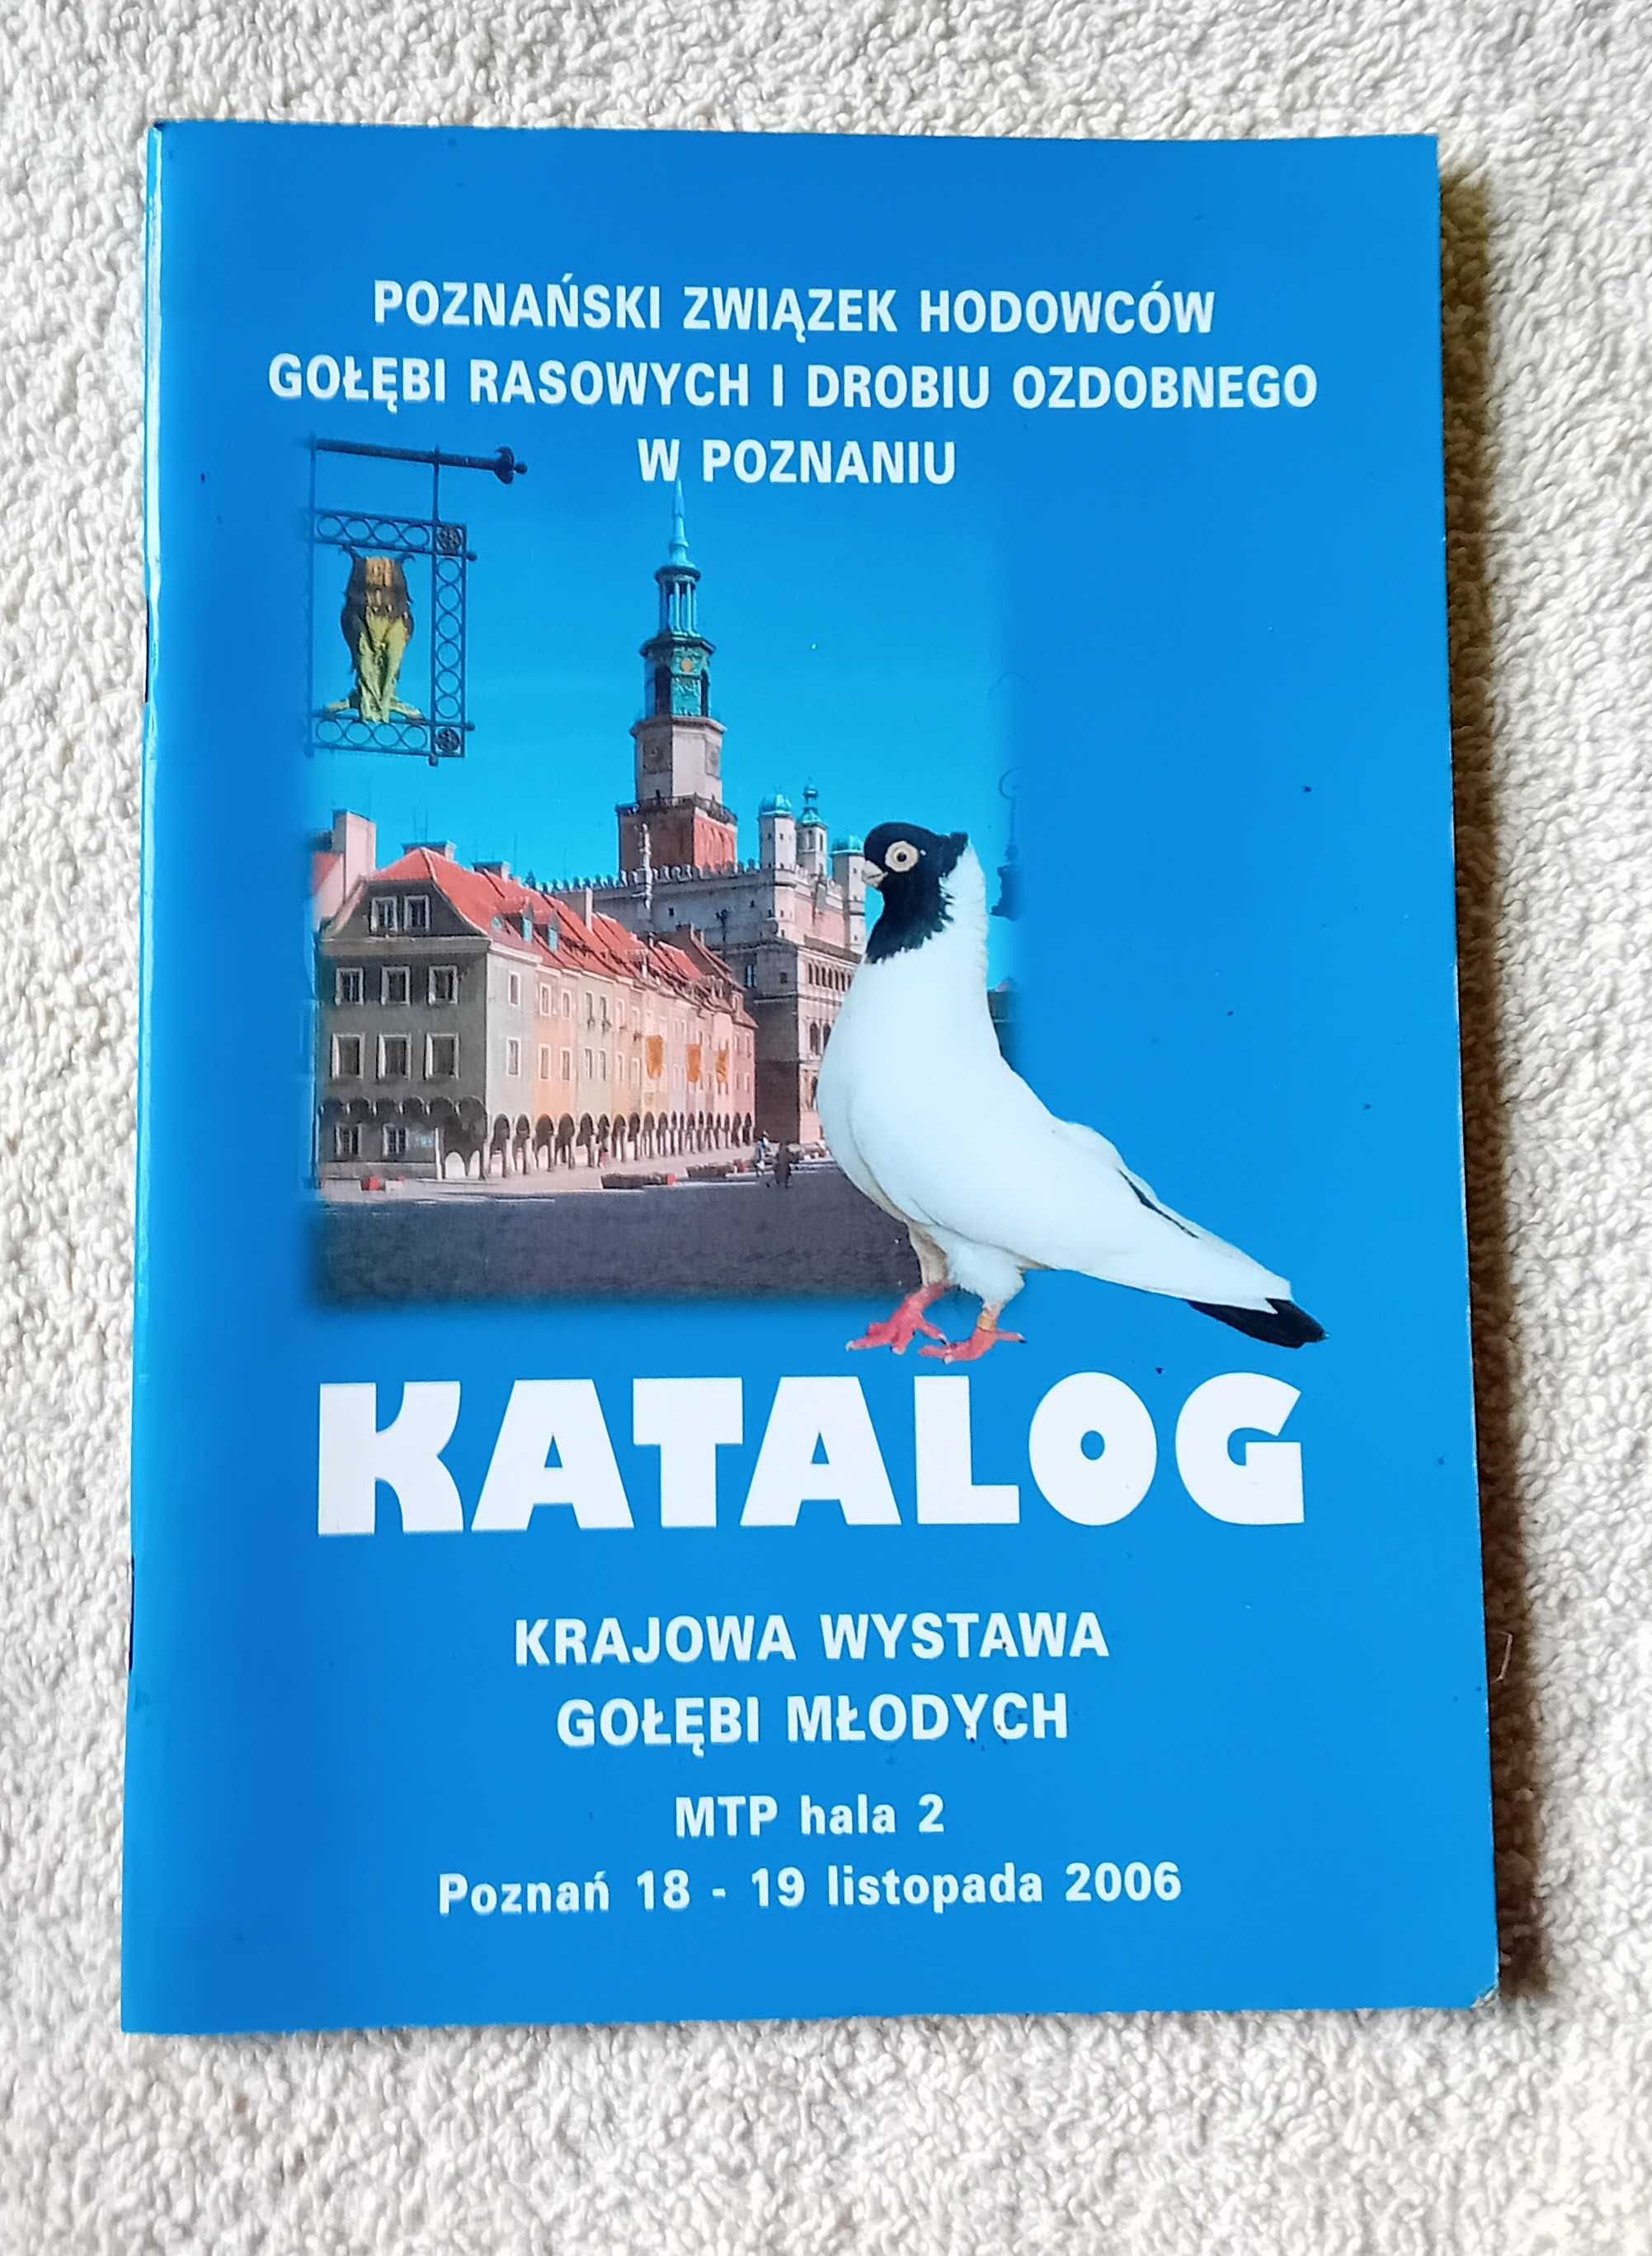 POZNAŃSKI ZWIĄZEK HODOWCÓW
GOŁĘBI RASOWYCH I DROBIU OZDOBNEGO
W POZNANIU
KATALOG
KRAJOWA WYSTAWA
GOŁĘBI MŁODYCH
MTP hala 2
Poznań 18 - 19 listopada 2006